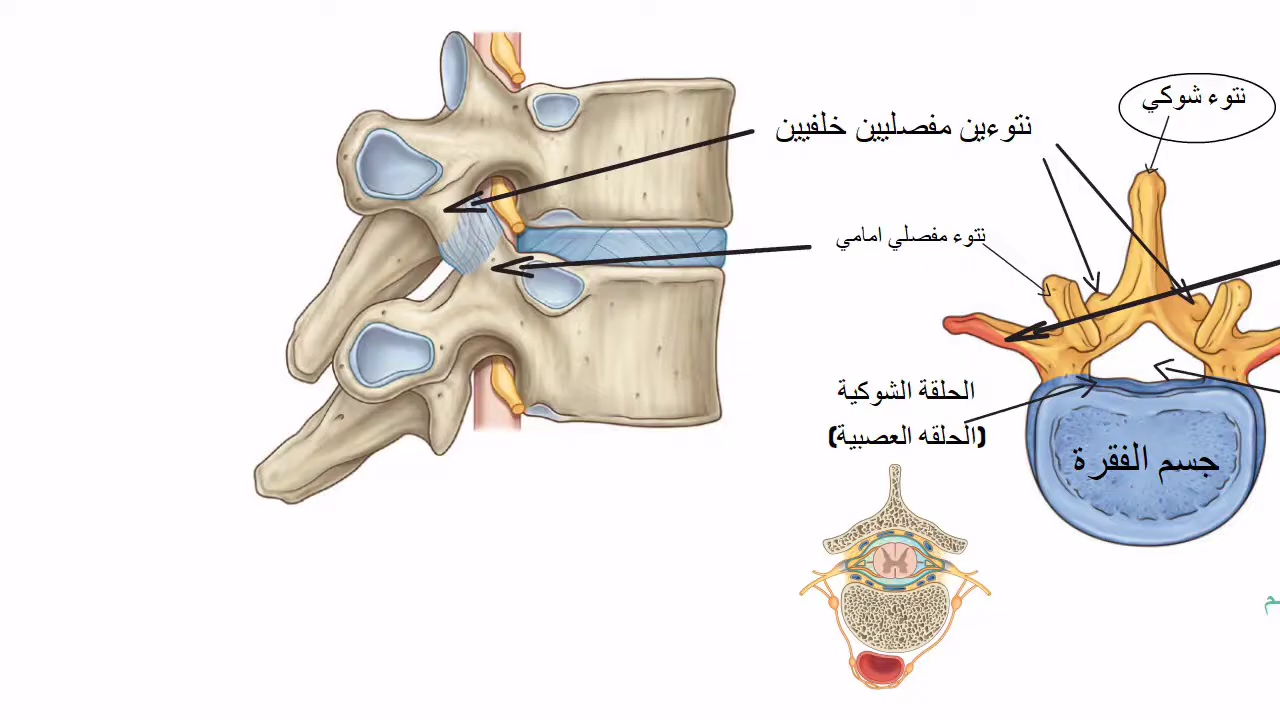 نتوء شوكي
نتوءين مفصليين خلفيين
نتوء مفصلي امامي
الحلقة الشوكية
(الحلقه العصبية)
جسم الفقرة